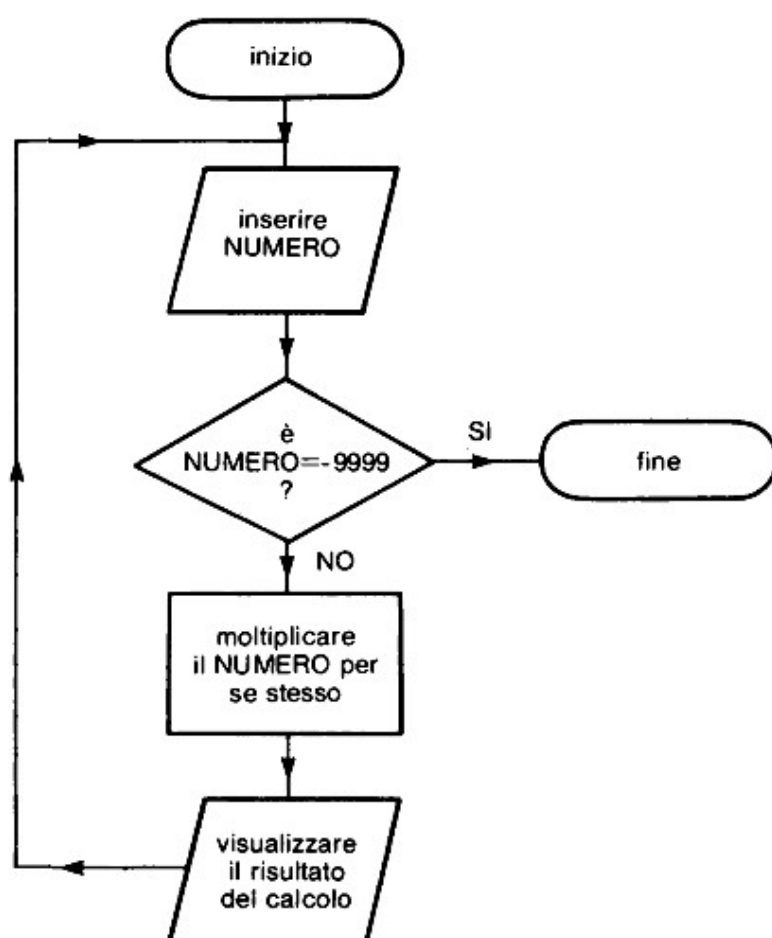 inizio
inserire
NUMERO
è
NUMERO=-9999
?
SI
fine
NO
moltiplicare
il NUMERO per
se stesso
visualizzare
il risultato
del calcolo